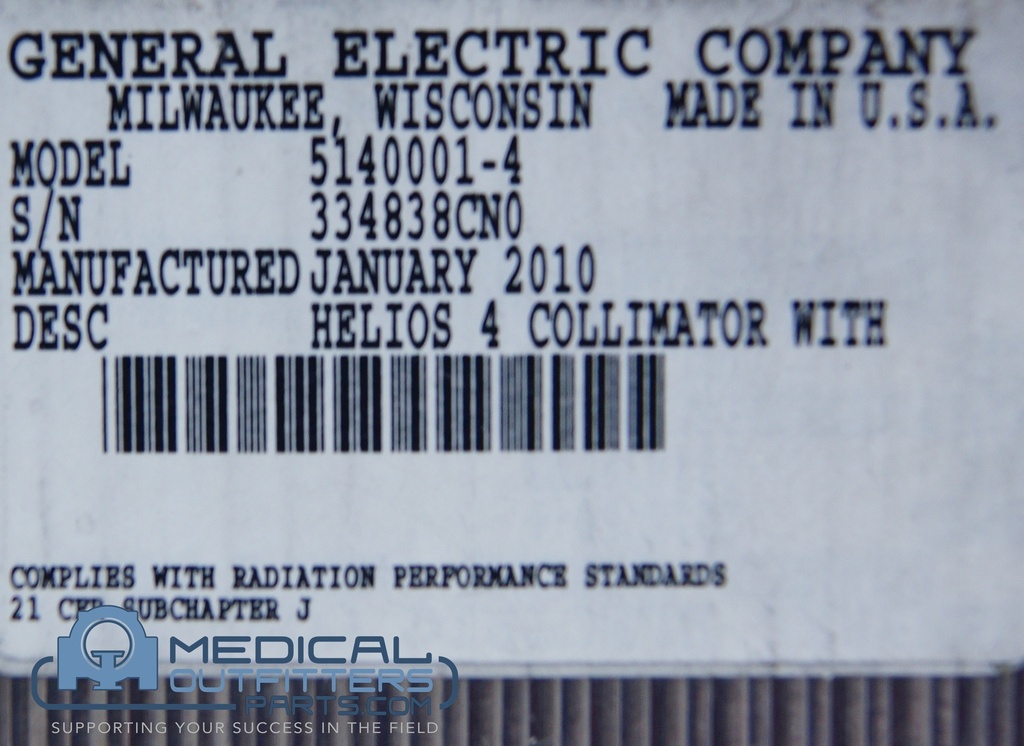 GENERAL ELECTRIC COMPANY
MILWAUKEE, WISCONSIN MADE IN U.S.A.
MODEL 5140001-4
S/N 334838CN0
MANUFACTURED JANUARY 2010
DESC HELIOS 4 COLLIMATOR WITH
COMPLIES WITH RADIATION PERFORMANCE STANDARDS
21 CFR SUBCHAPTER J
MEDICAL
OUTFITTERS
PARTS.COM
SUPPORTING YOUR SUCCESS IN THE FIELD